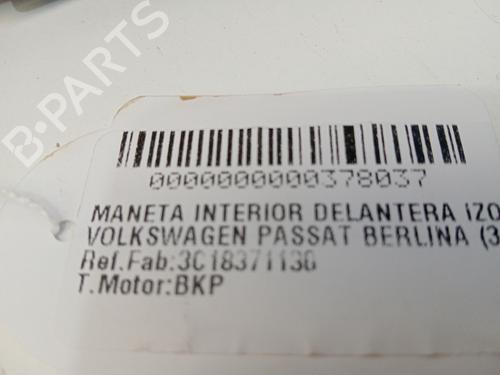 B-PARTS
0000000000378037
MANETA INTERIOR DELANTERA IZQ
VOLKSWAGEN PASSAT BERLINA (3
Ref.Fab:3C1837113G
T.Motor:BKP